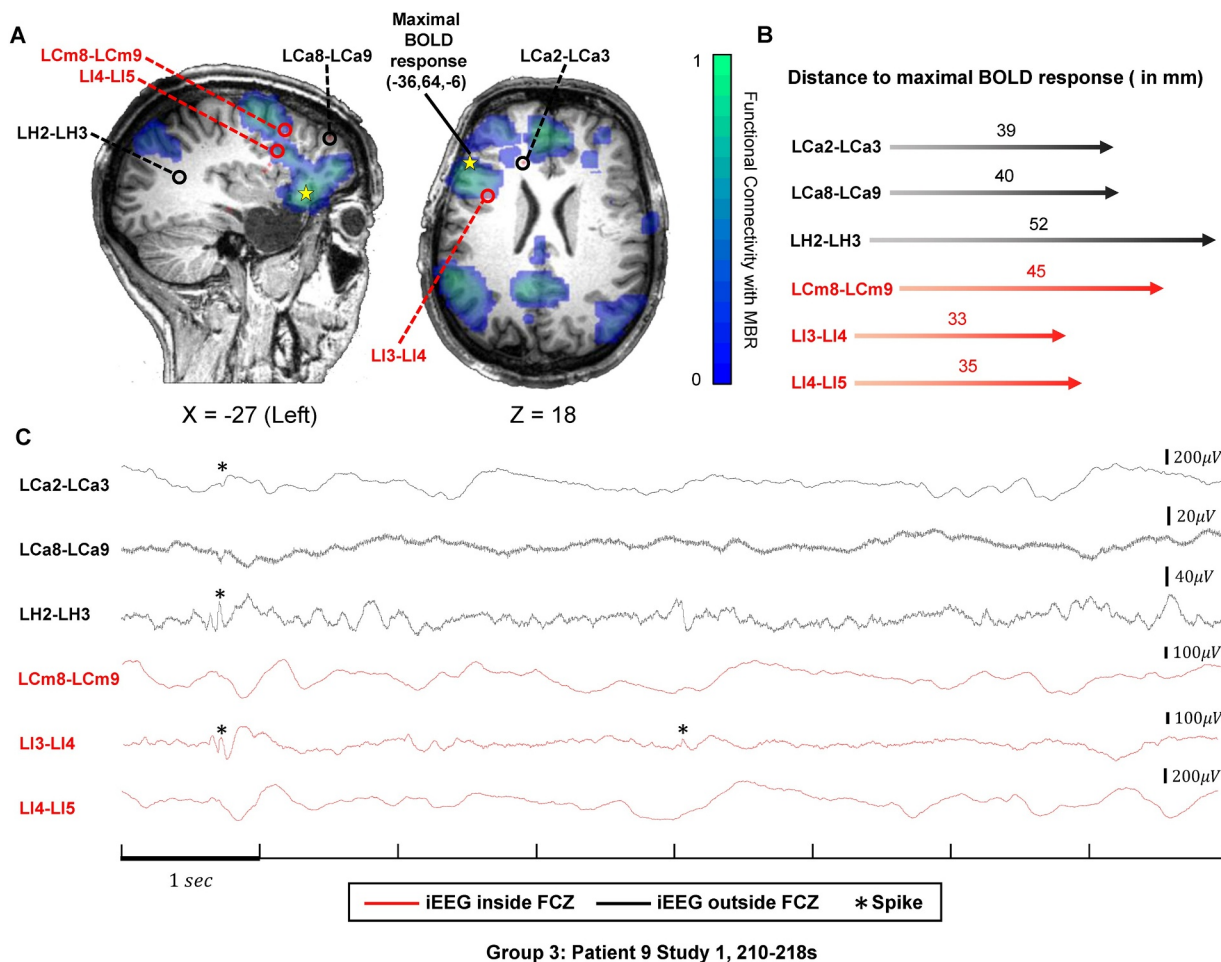 A
LCm8-LCm9
LI4-LI5
LCa8-LCa9
LH2-LH3
Maximal
BOLD
response
(-36,64,-6)
LCa2-LCa3
LI3-LI4
X = -27 (Left)
Z = 18
1
0
Functional Connectivity with MBR
B
Distance to maximal BOLD response ( in mm)
LCa2-LCa3 39
LCa8-LCa9 40
LH2-LH3 52
LCm8-LCm9 45
LI3-LI4 33
LI4-LI5 35
C
LCa2-LCa3 * 200μV
LCa8-LCa9 20μV
LH2-LH3 * 40μV
LCm8-LCm9 100μV
LI3-LI4 * * 100μV
LI4-LI5 200μV
1 sec
iEEG inside FCZ iEEG outside FCZ * Spike
Group 3: Patient 9 Study 1, 210-218s